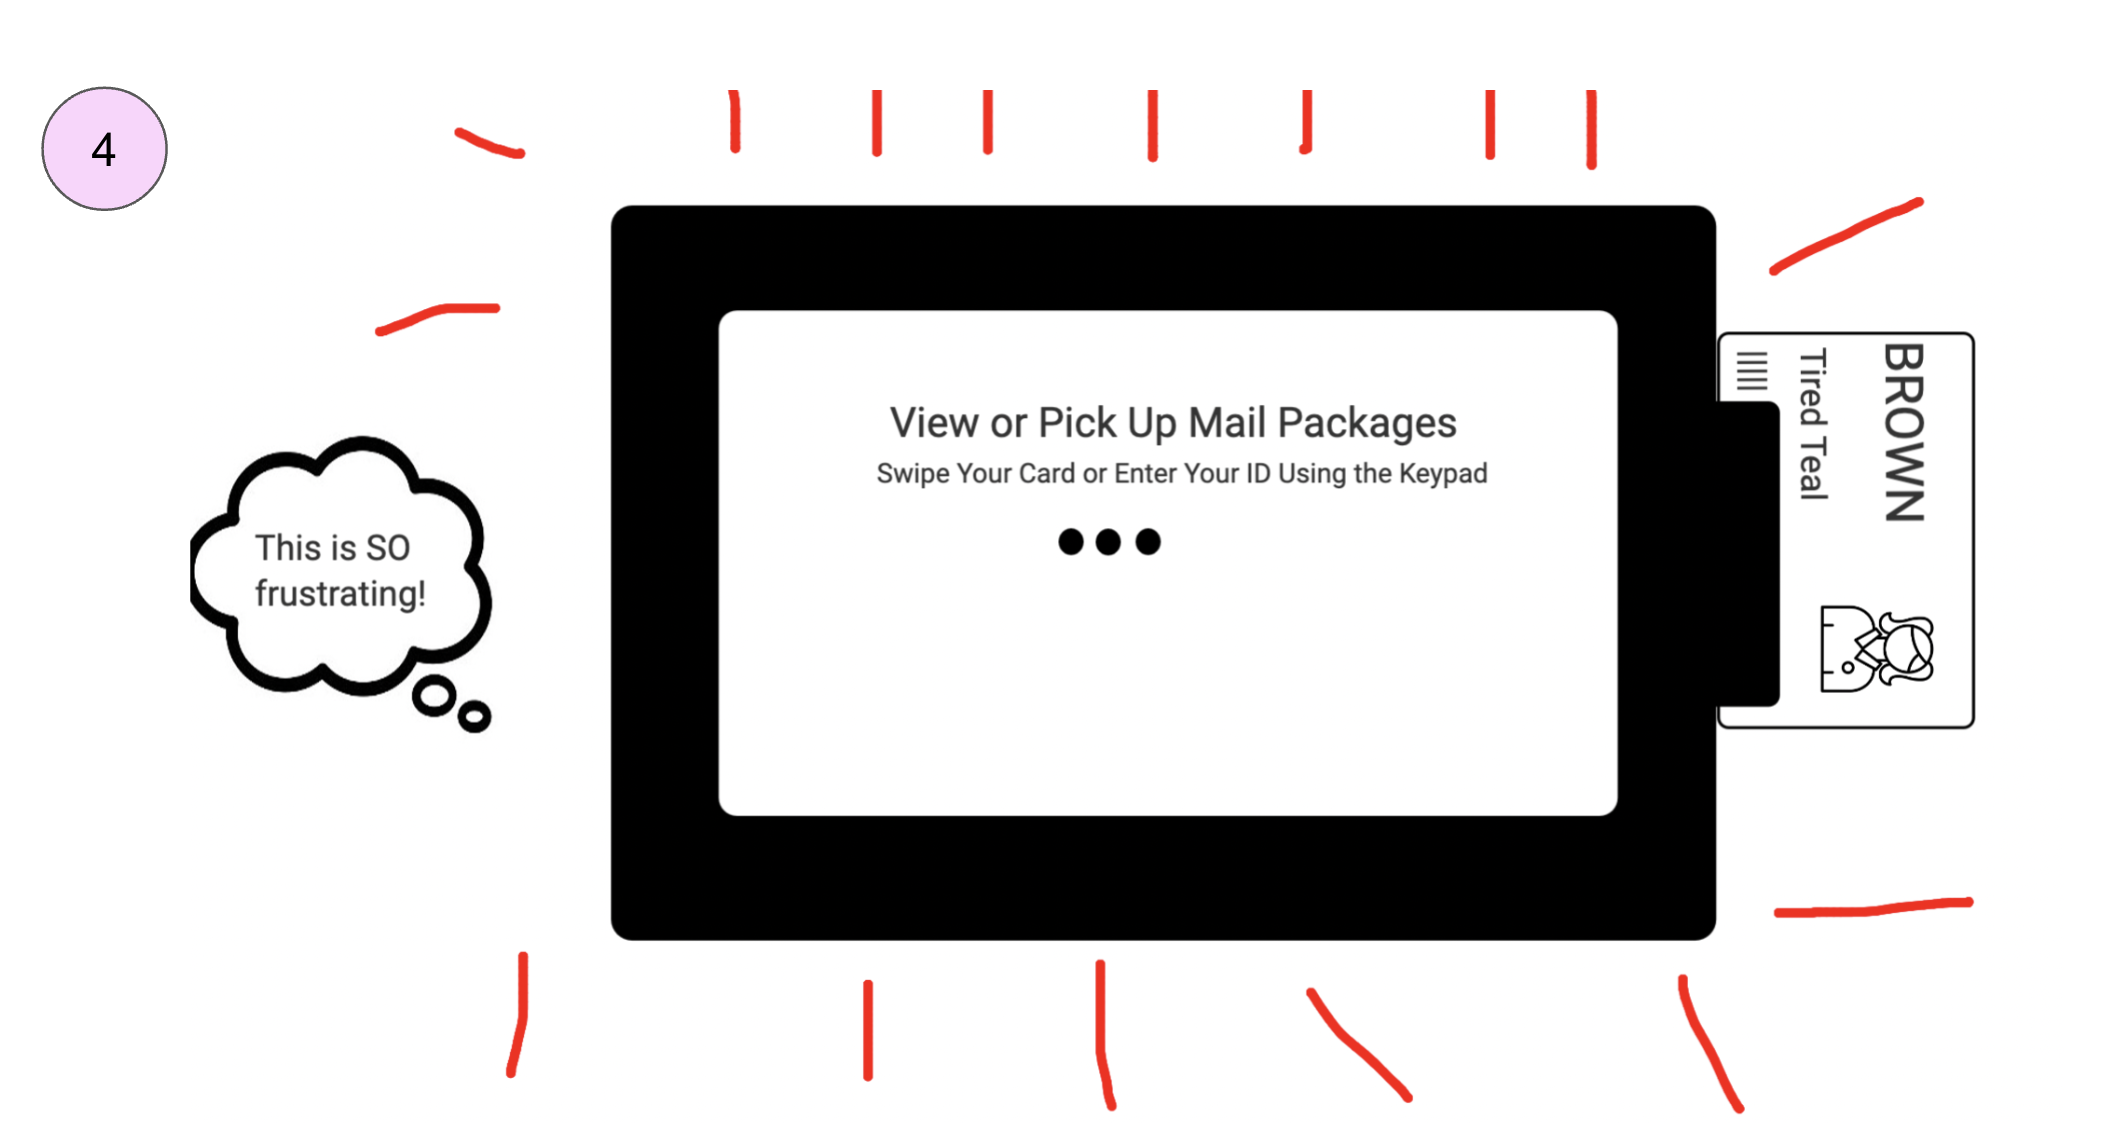 4
View or Pick Up Mail Packages
Swipe Your Card or Enter Your ID Using the Keypad
This is SO
frustrating!
BROWN
Tired Teal